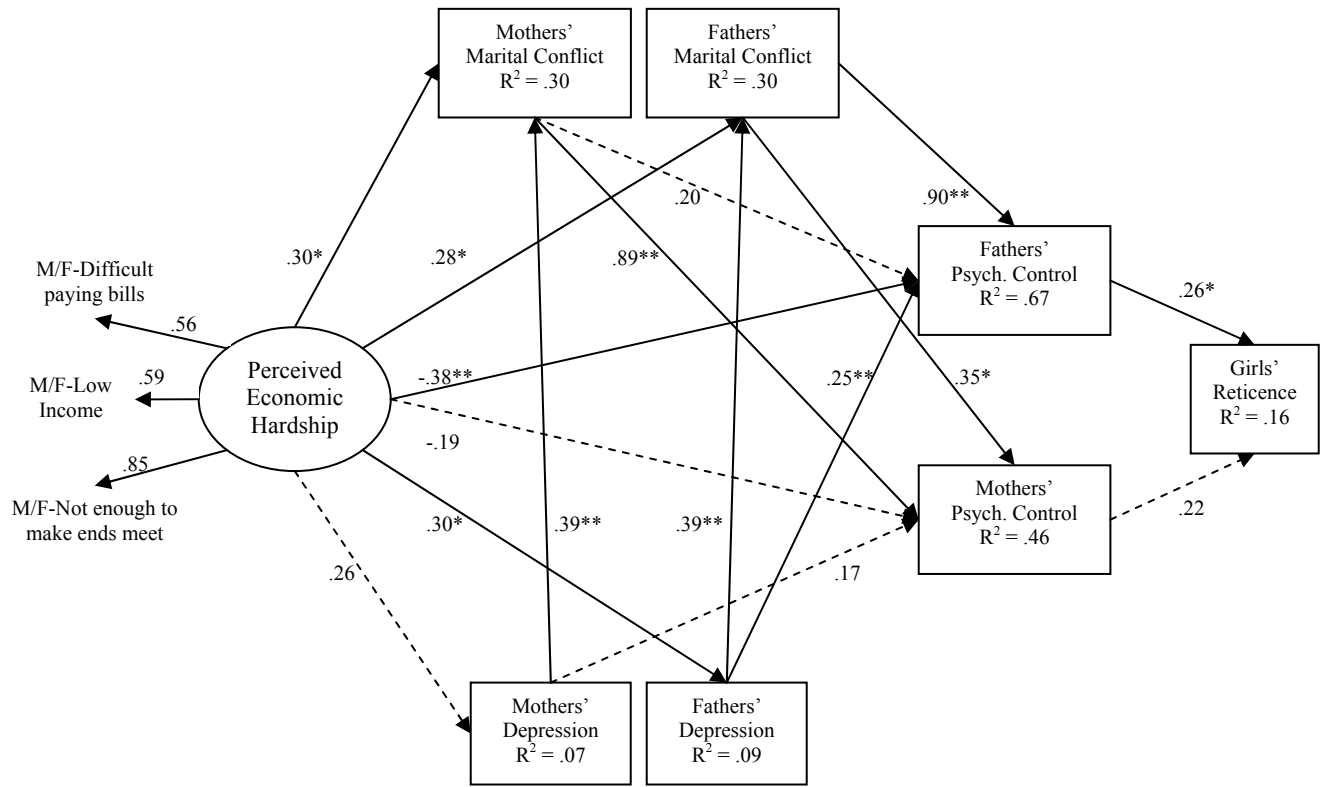 Mothers’
Marital Conflict
R² = .30
Fathers’
Marital Conflict
R² = .30
.20
.90**
.30*
.28*
.89**
Fathers’
Psych. Control
R² = .67
M/F-Difficult
paying bills
.56
.26*
Perceived
Economic
Hardship
.59
M/F-Low
Income
-.38**
.25**
.35*
Girls’
Reticence
R² = .16
-.19
.85
M/F-Not enough to
make ends meet
Mothers’
Psych. Control
R² = .46
.22
.30*
.39**
.39**
.26
.17
Mothers’
Depression
R² = .07
Fathers’
Depression
R² = .09